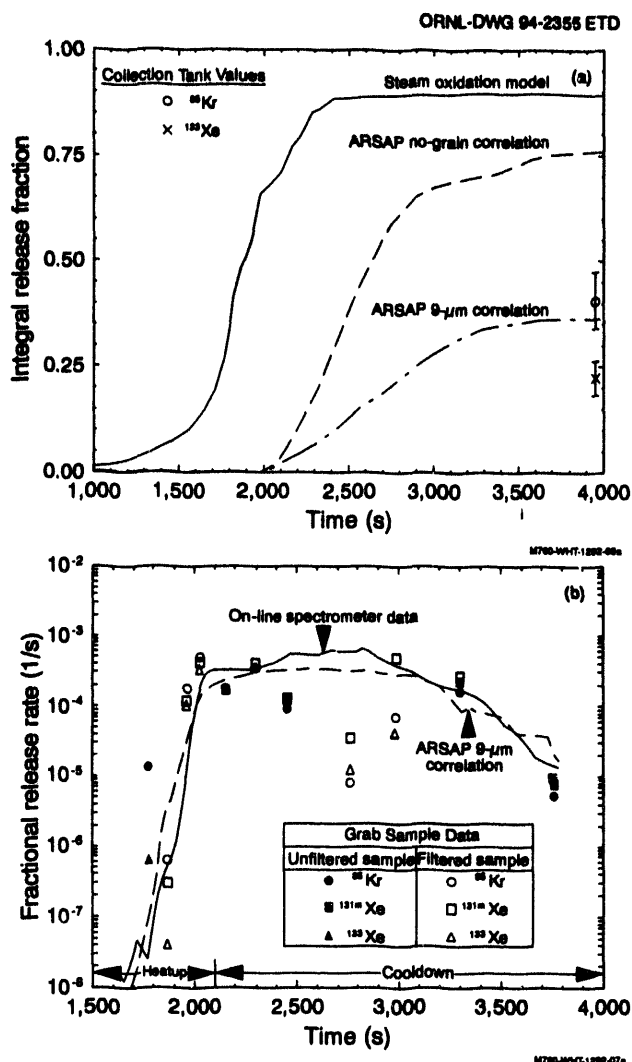 ORNL-DWG 94-2355 ETD
1.00
0.75
0.50
0.25
0.00
Integral release fraction
Collection Tank Values
⁸⁵Kr
¹³³Xe
(a)
Steam oxidation model
ARSAP no-grain correlation
ARSAP 9-μm correlation
1,000 1,500 2,000 2,500 3,000 3,500 4,000
Time (s)
(b)
10⁻²
10⁻³
10⁻⁴
10⁻⁵
10⁻⁶
10⁻⁷
10⁻⁸
Fractional release rate (1/s)
On-line spectrometer data
ARSAP 9-μm
correlation
Grab Sample Data
Unfiltered sample Filtered sample
⁸⁵Kr ⁸⁵Kr
¹³¹ᵐXe ¹³¹ᵐXe
¹³³Xe ¹³³Xe
Heatup Cooldown
1,500 2,000 2,500 3,000 3,500 4,000
Time (s)